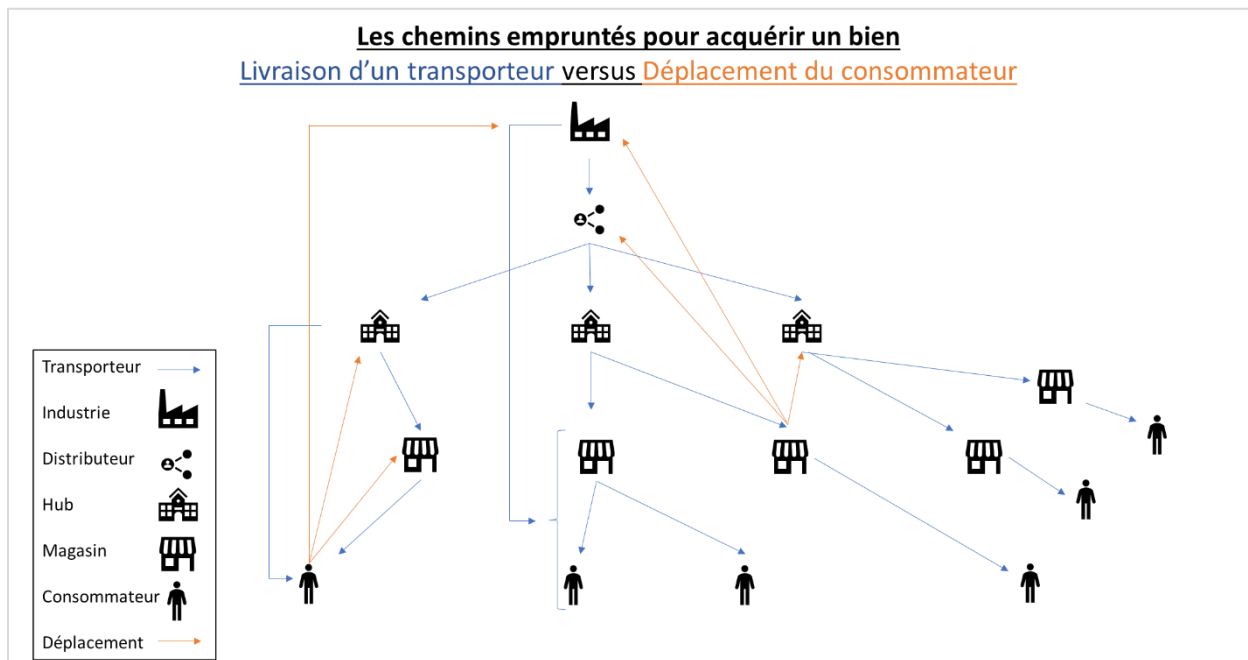 Les chemins empruntés pour acquérir un bien
Livraison d'un transporteur versus Déplacement du consommateur
Transporteur
Industrie
Distributeur
Hub
Magasin
Consommateur
Déplacement